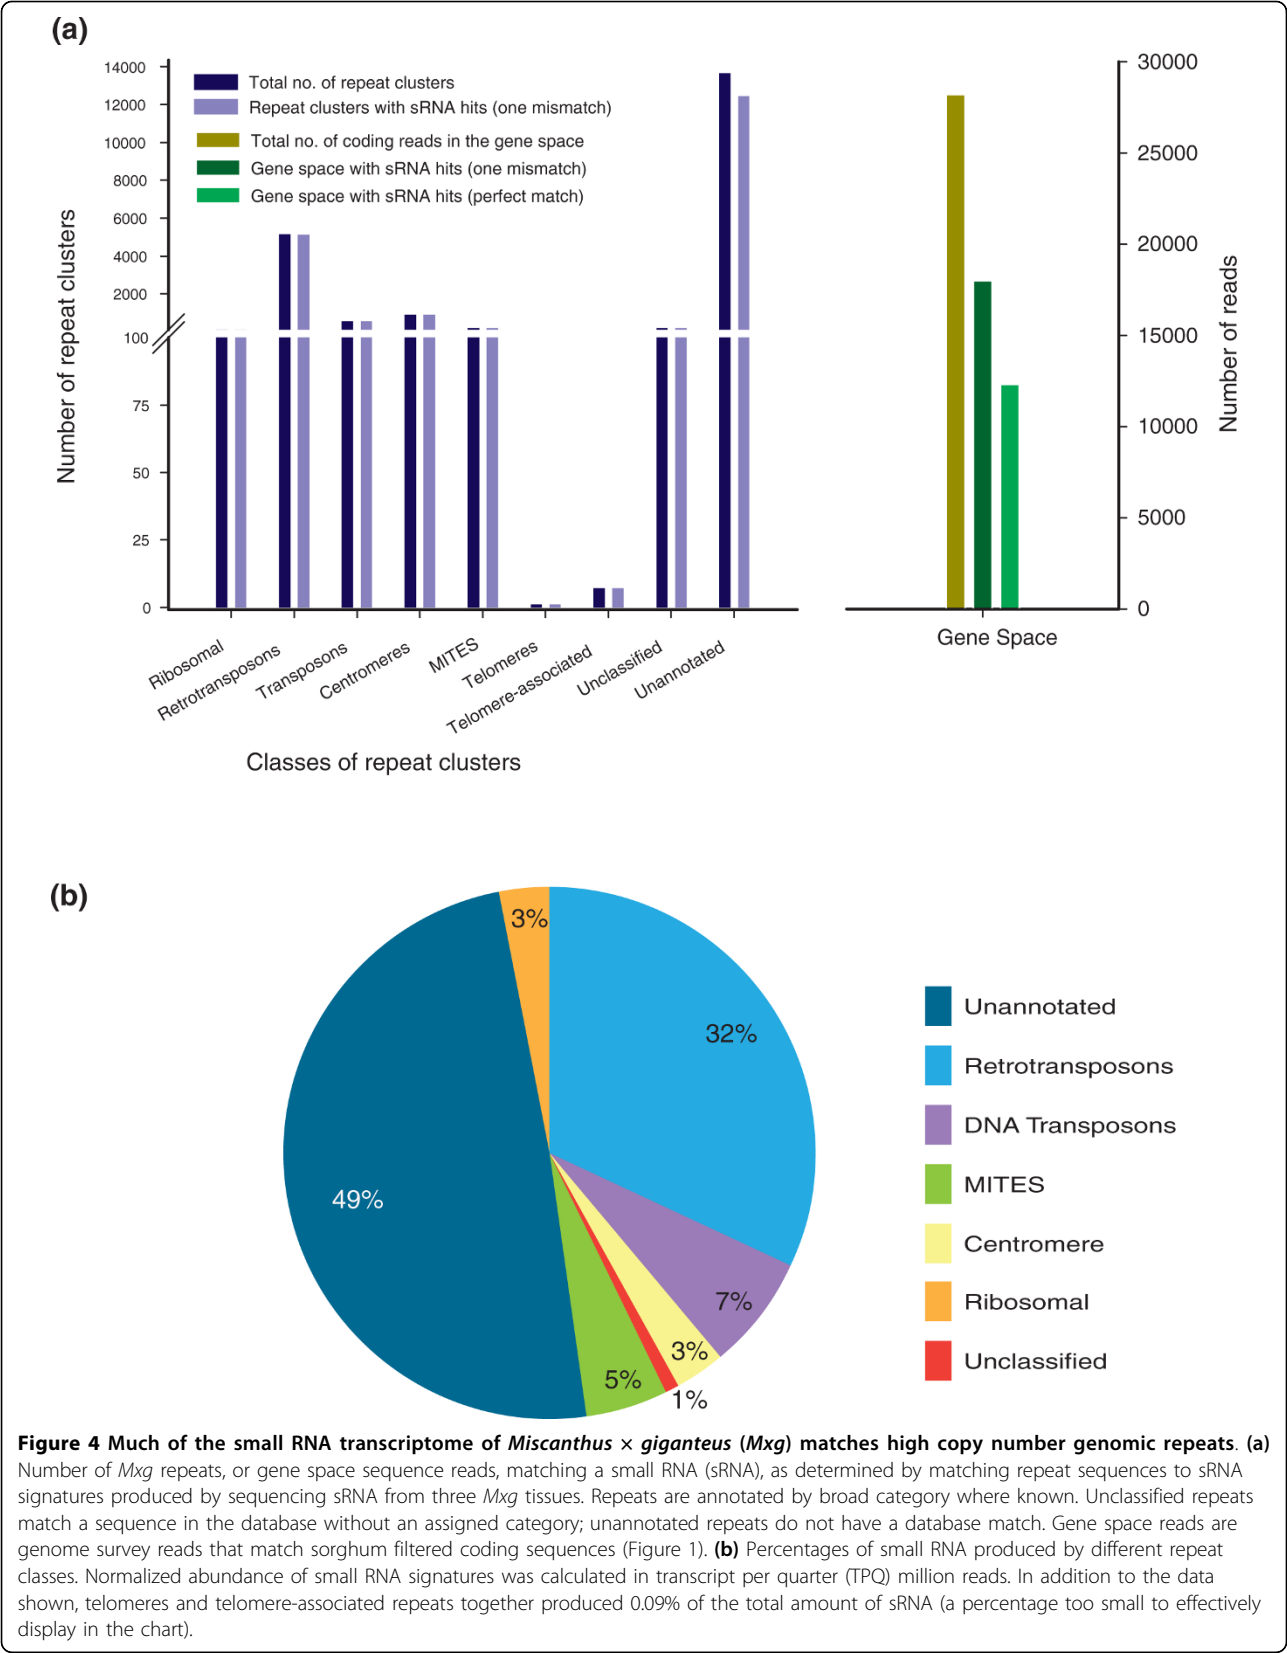 (a)
14000
12000
10000
8000
6000
4000
2000
100
75
50
25
0
Number of repeat clusters
Total no. of repeat clusters
Repeat clusters with sRNA hits (one mismatch)
Total no. of coding reads in the gene space
Gene space with sRNA hits (one mismatch)
Gene space with sRNA hits (perfect match)
Ribosomal
Retrotransposons
Transposons
Centromeres
MITES
Telomeres
Telomere-associated
Unclassified
Unannotated
Classes of repeat clusters
30000
25000
20000
15000
10000
5000
0
Number of reads
Gene Space
(b)
3%
32%
49%
7%
3%
5%
1%
Unannotated
Retrotransposons
DNA Transposons
MITES
Centromere
Ribosomal
Unclassified
Figure 4 Much of the small RNA transcriptome of Miscanthus × giganteus (Mxg) matches high copy number genomic repeats. (a)
Number of Mxg repeats, or gene space sequence reads, matching a small RNA (sRNA), as determined by matching repeat sequences to sRNA
signatures produced by sequencing sRNA from three Mxg tissues. Repeats are annotated by broad category where known. Unclassified repeats
match a sequence in the database without an assigned category; unannotated repeats do not have a database match. Gene space reads are
genome survey reads that match sorghum filtered coding sequences (Figure 1). (b) Percentages of small RNA produced by different repeat
classes. Normalized abundance of small RNA signatures was calculated in transcript per quarter (TPQ) million reads. In addition to the data
shown, telomeres and telomere-associated repeats together produced 0.09% of the total amount of sRNA (a percentage too small to effectively
display in the chart).